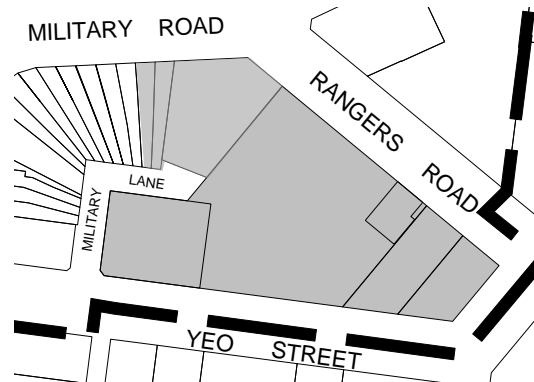 MILITARY ROAD
RANGERS ROAD
LANE
MILITARY
YEO STREET